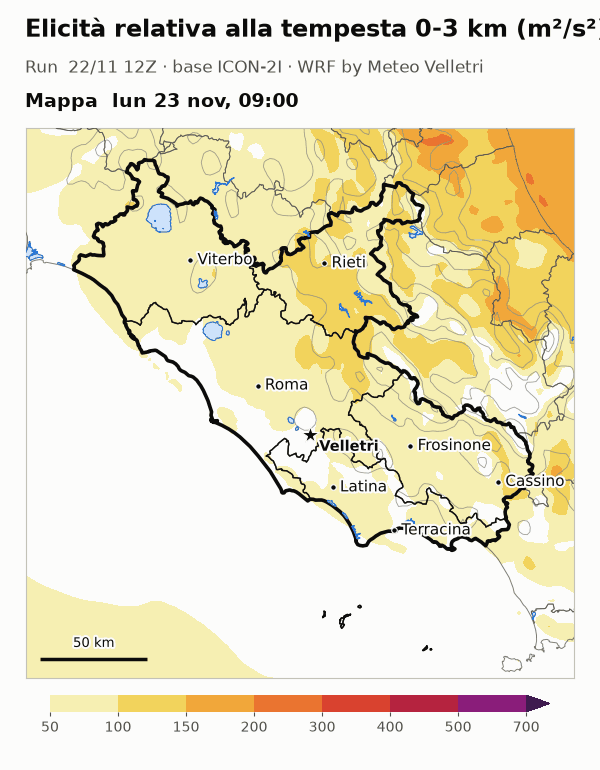 Elicità relativa alla tempesta 0-3 km (m²/s²)
Run 22/11 12Z · base ICON-2I · WRF by Meteo Velletri
Mappa lun 23 nov, 09:00
Viterbo
Rieti
Roma
Velletri
Frosinone
Cassino
Latina
Terracina
50 km
50 100 150 200 300 400 500 700